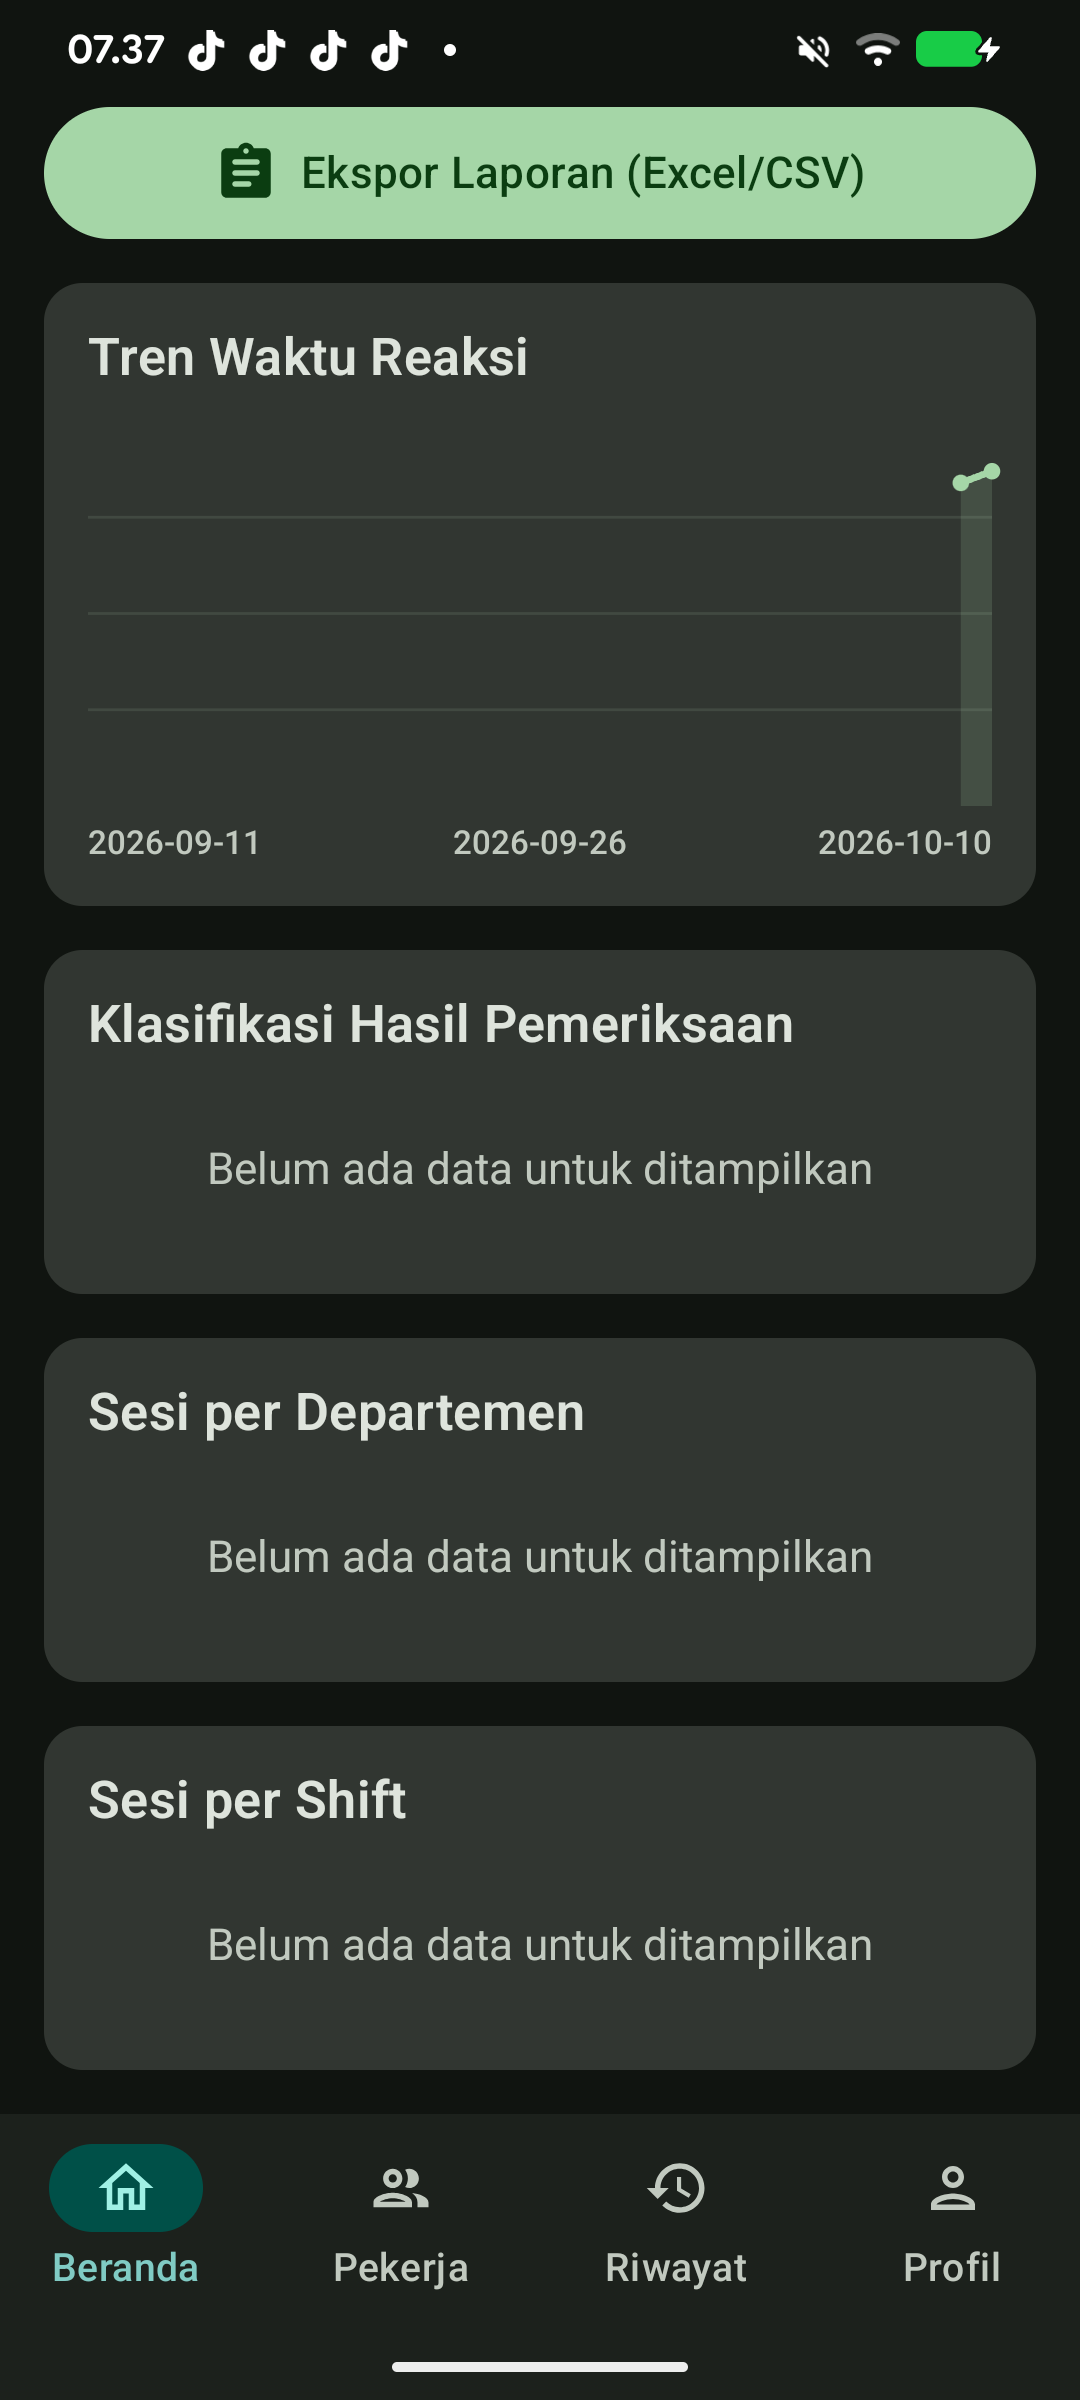 07.37
Ekspor Laporan (Excel/CSV)
Tren Waktu Reaksi
2026-09-11 2026-09-26 2026-10-10
Klasifikasi Hasil Pemeriksaan
Belum ada data untuk ditampilkan
Sesi per Departemen
Belum ada data untuk ditampilkan
Sesi per Shift
Belum ada data untuk ditampilkan
Beranda Pekerja Riwayat Profil